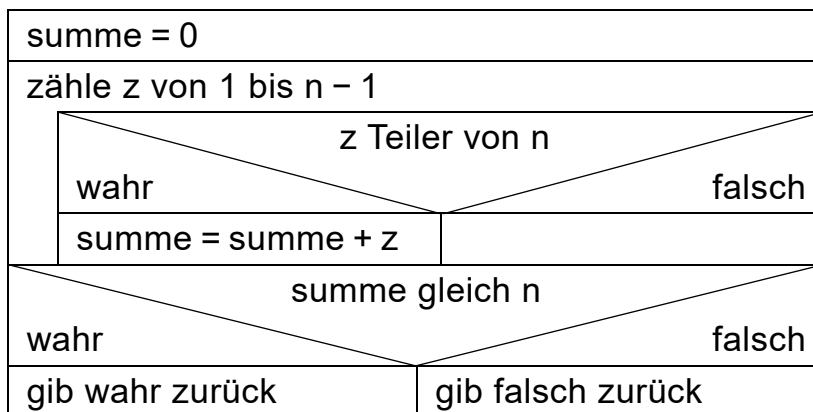 summe = 0
zähle z von 1 bis n − 1
z Teiler von n
wahr falsch
summe = summe + z
summe gleich n
wahr falsch
gib wahr zurück gib falsch zurück